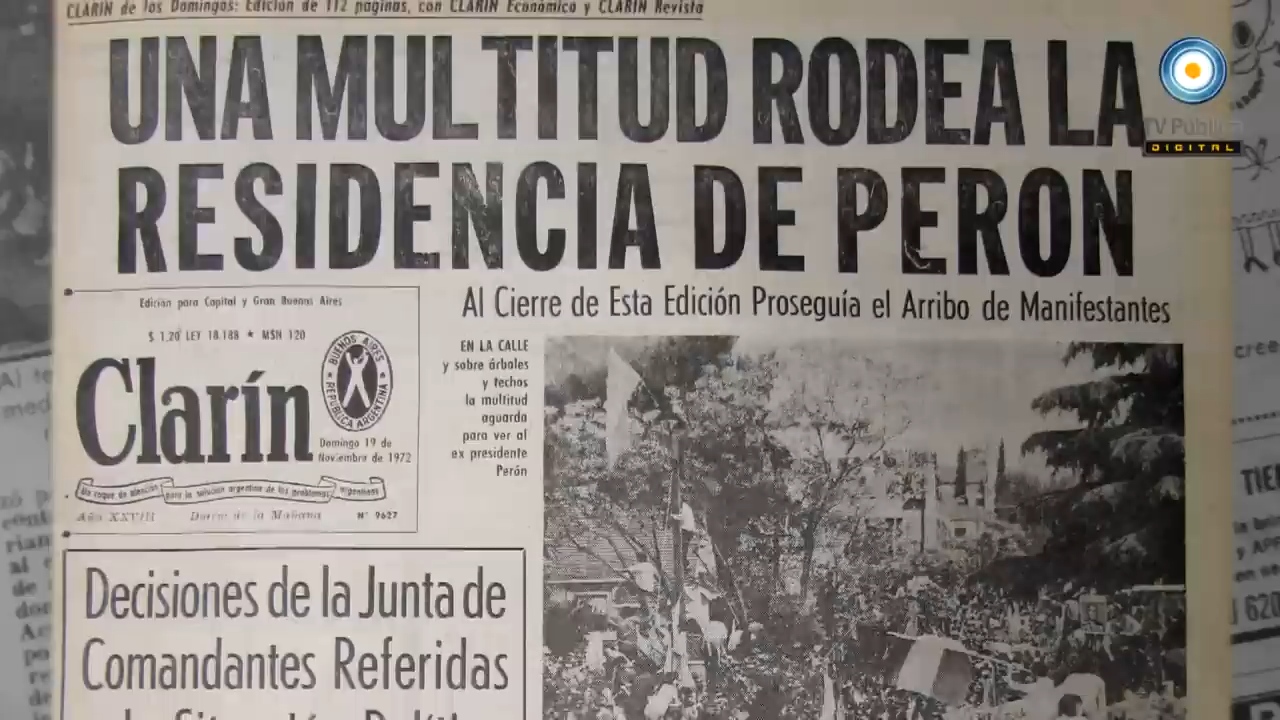 CLARIN de los Domingos: Edición de 112 páginas, con CLARIN Económico y CLARIN Revista
UNA MULTITUD RODEA LA
RESIDENCIA DE PERON
Al Cierre de Esta Edición Proseguía el Arribo de Manifestantes
Edición para Capital y Gran Buenos Aires
$ 1,20 LEY 18.188 * M$N 120
Clarín
BUENOS AIRES
REPUBLICA ARGENTINA
Domingo 19 de
Noviembre de 1972
Un toque de atención para la solución argentina de los problemas argentinos
Año XXVIII Diario de la Mañana N° 9627
EN LA CALLE
y sobre árboles
y techos
la multitud
aguarda
para ver al
ex presidente
Perón
Decisiones de la Junta de
Comandantes Referidas
TV Pública
DIGITAL
cree
TIE
y APE
en
620